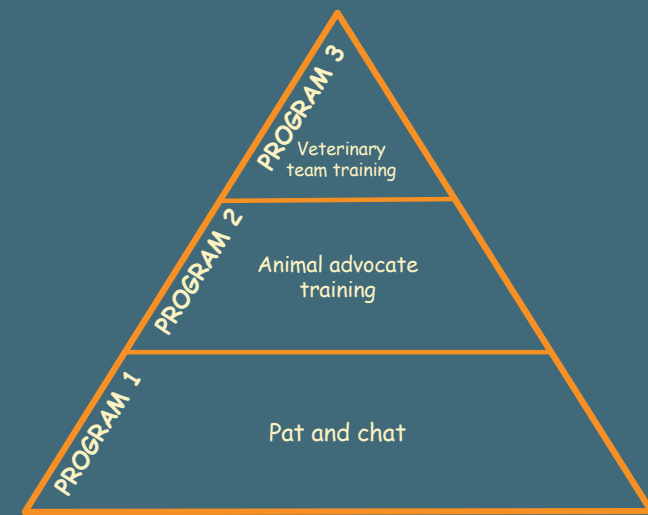 PROGRAM 3
Veterinary
team training
PROGRAM 2
Animal advocate
training
PROGRAM 1
Pat and chat